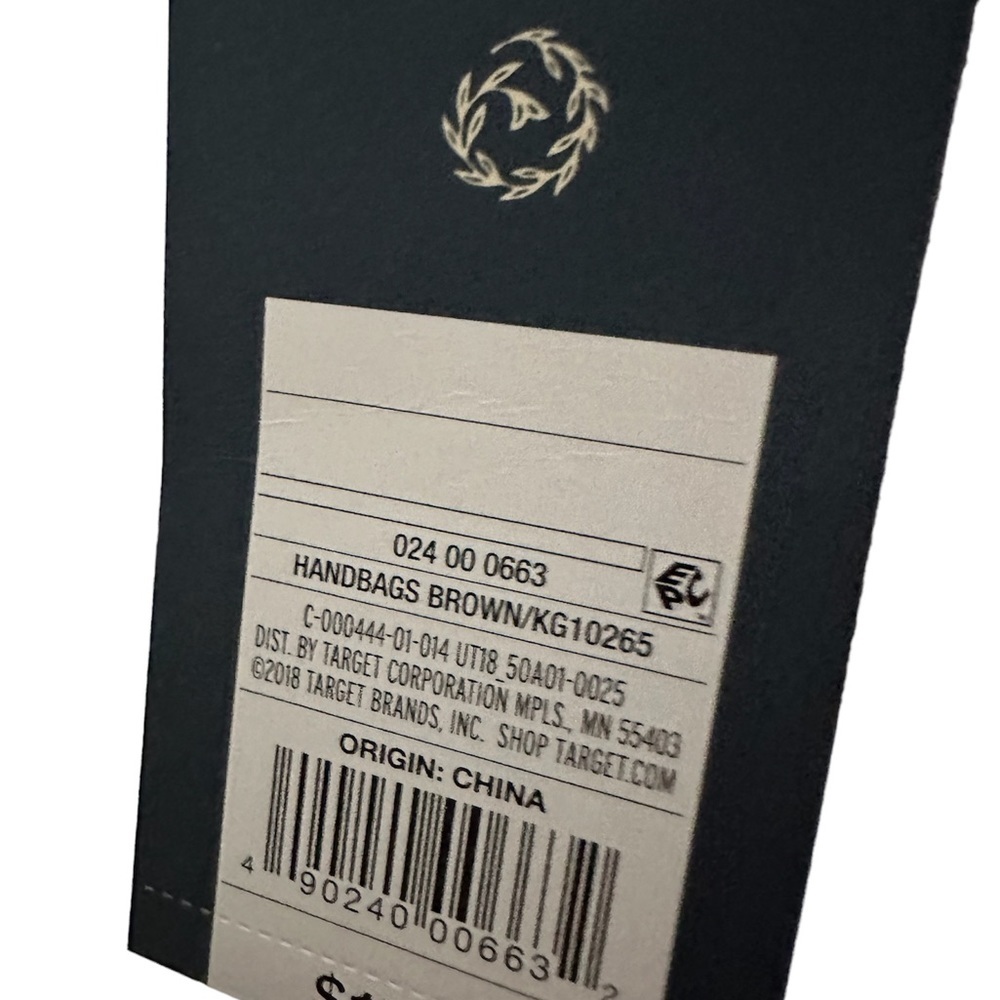 024 00 0663
EPC
HANDBAGS BROWN/KG10265
C-000444-01-014 UT18_50A01-0025
DIST. BY TARGET CORPORATION MPLS., MN 55403
©2018 TARGET BRANDS, INC. SHOP TARGET.COM
ORIGIN: CHINA
4 90240 00663 2